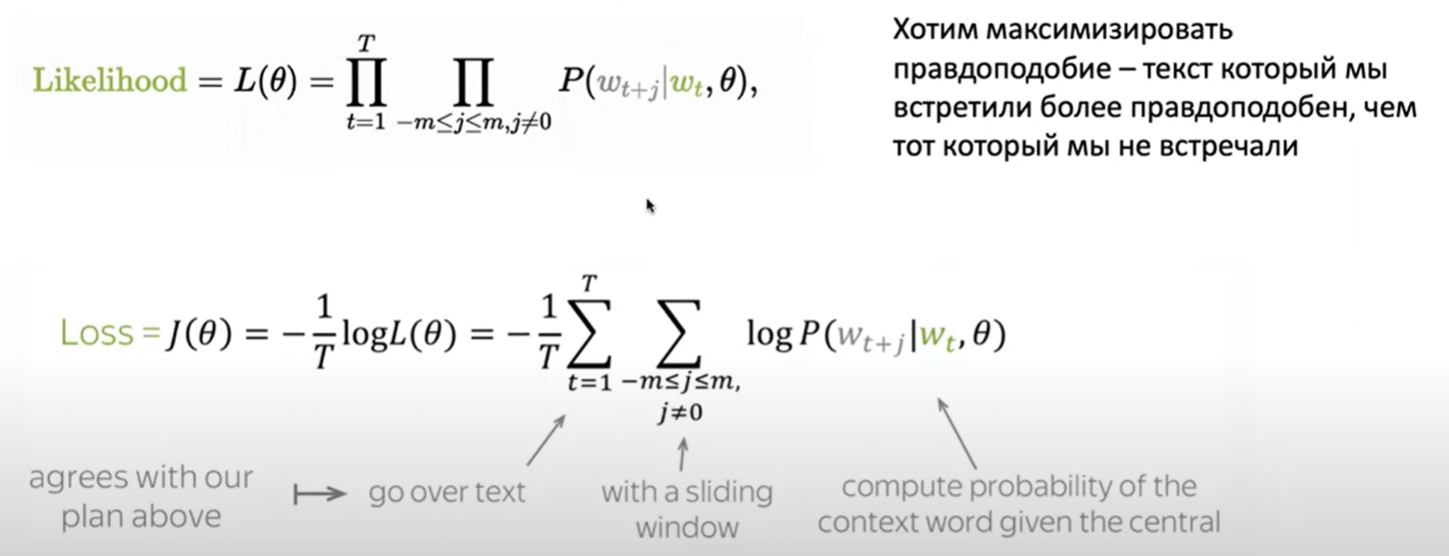 Likelihood = L(θ) = ∏_{t=1}^{T} ∏_{-m≤j≤m, j≠0} P(w_{t+j}|w_t, θ),
Хотим максимизировать
правдоподобие – текст который мы
встретили более правдоподобен, чем
тот который мы не встречали
Loss = J(θ) = −\frac{1}{T} log L(θ) = −\frac{1}{T} ∑_{t=1}^{T} ∑_{-m≤j≤m, j≠0} log P(w_{t+j}|w_t, θ)
agrees with our
plan above
↦ go over text
with a sliding
window
compute probability of the
context word given the central